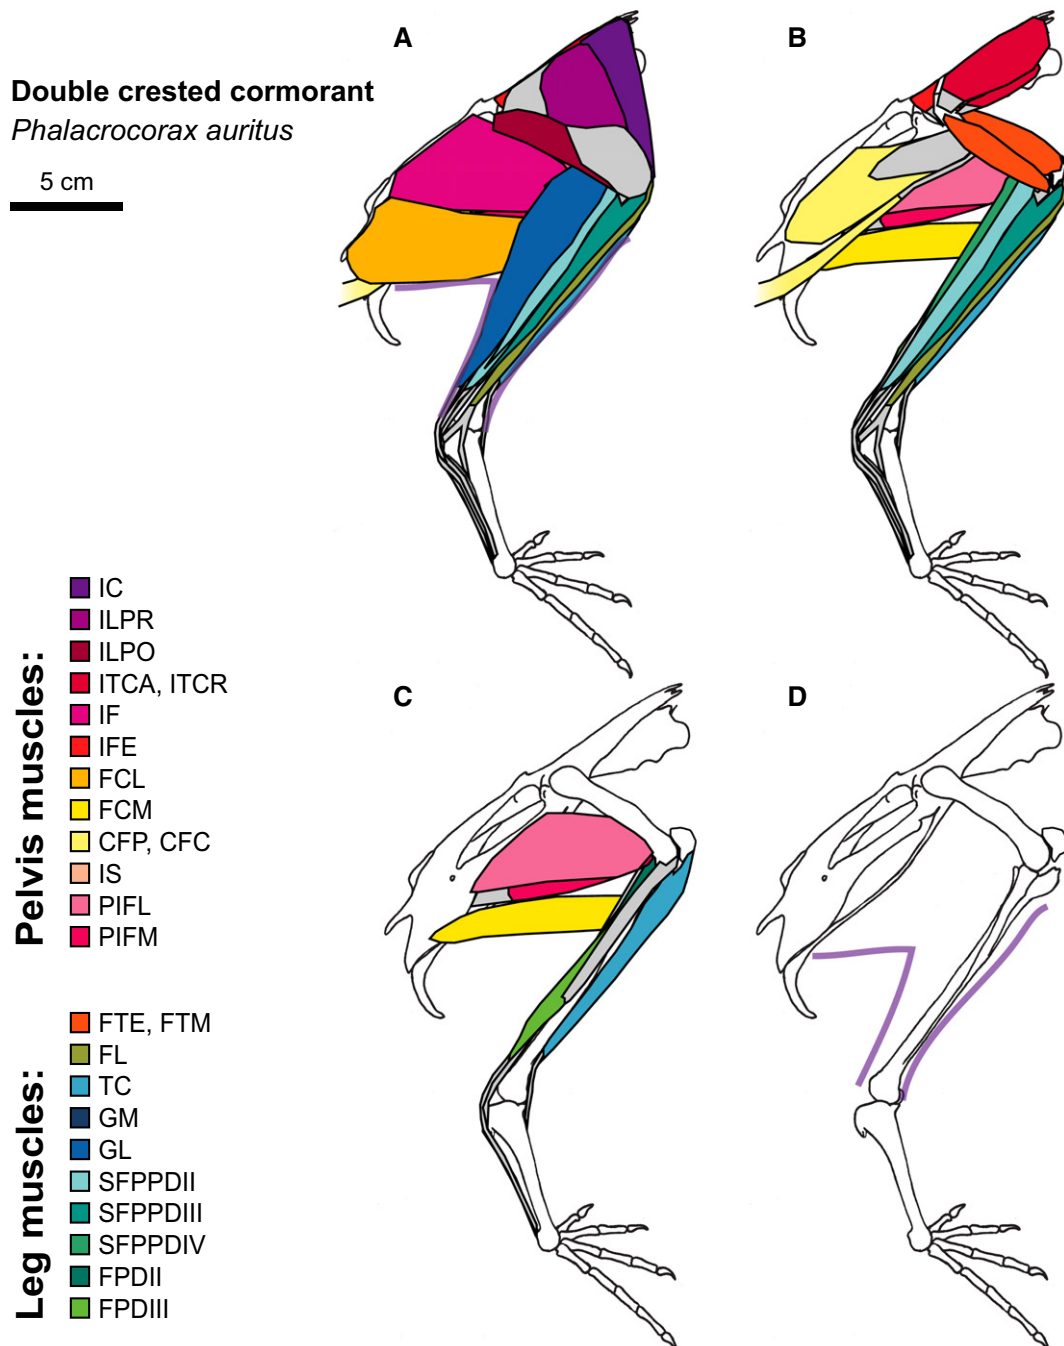 A
B
Double crested cormorant
Phalacrocorax auritus
5 cm
Pelvis muscles:
IC
ILPR
ILPO
ITCA, ITCR
IF
IFE
FCL
FCM
CFP, CFC
IS
PIFL
PIFM
C
D
Leg muscles:
FTE, FTM
FL
TC
GM
GL
SFPPDII
SFPPDIII
SFPPDIV
FPDII
FPDIII